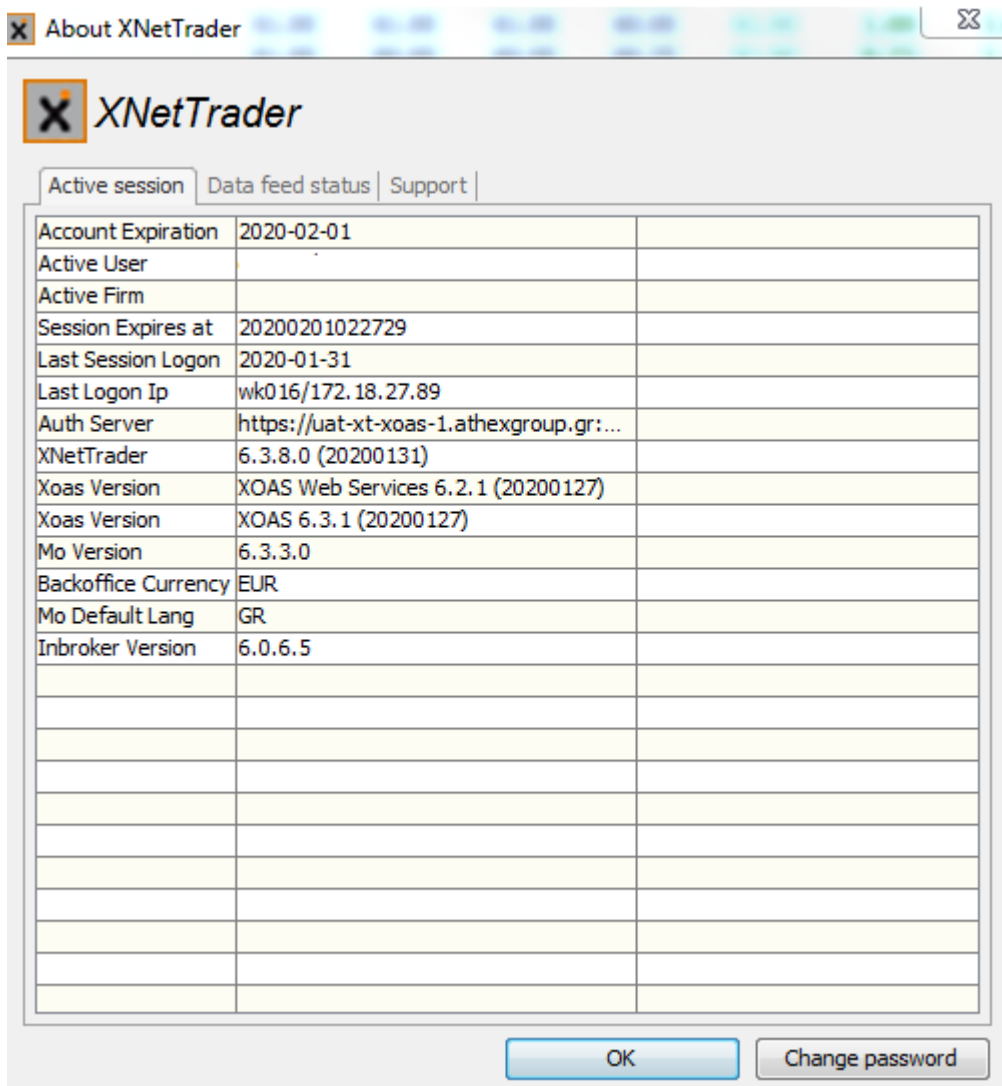 About XNetTrader
XNetTrader
Active session Data feed status Support
Account Expiration 2020-02-01
Active User
Active Firm
Session Expires at 20200201022729
Last Session Logon 2020-01-31
Last Logon Ip wk016/172.18.27.89
Auth Server https://uat-xt-xoas-1.athexgroup.gr:...
XNetTrader 6.3.8.0 (20200131)
Xoas Version XOAS Web Services 6.2.1 (20200127)
Xoas Version XOAS 6.3.1 (20200127)
Mo Version 6.3.3.0
Backoffice Currency EUR
Mo Default Lang GR
Inbroker Version 6.0.6.5
OK Change password